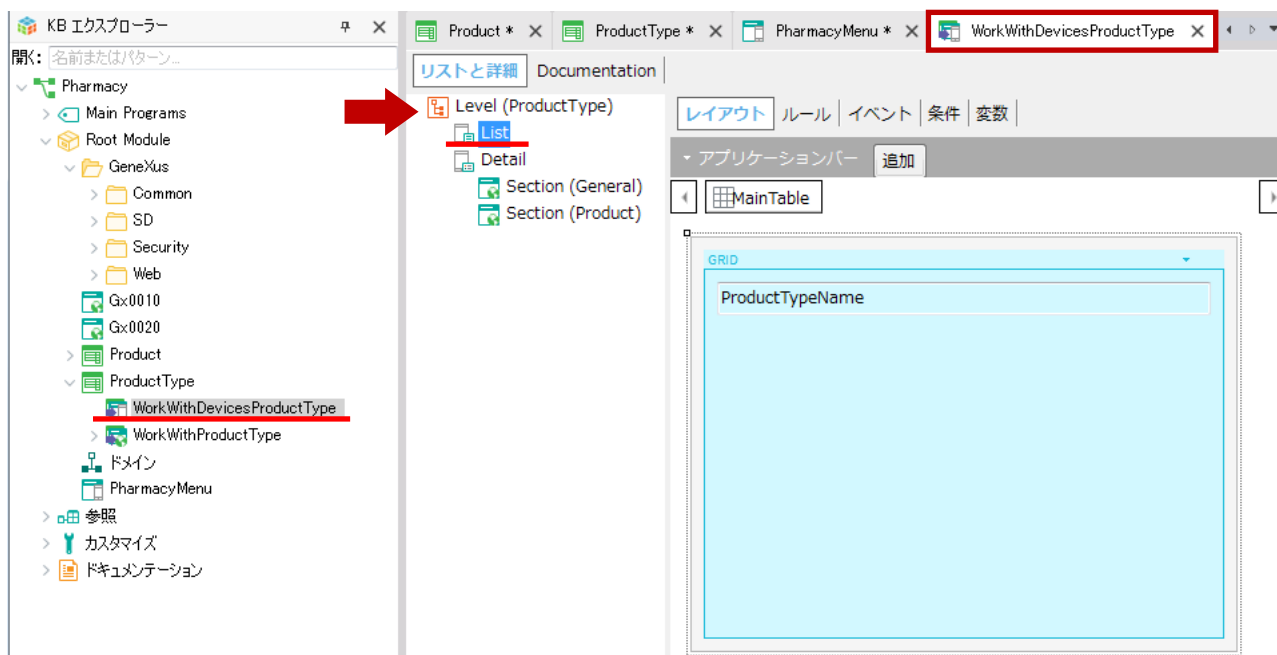 KB エクスプローラー
開く: 名前またはパターン...
Pharmacy
Main Programs
Root Module
GeneXus
Common
SD
Security
Web
Gx0010
Gx0020
Product
ProductType
WorkWithDevicesProductType
WorkWithProductType
ドメイン
PharmacyMenu
参照
カスタマイズ
ドキュメンテーション
Product * ProductType * PharmacyMenu * WorkWithDevicesProductType
リストと詳細 Documentation
Level (ProductType)
List
Detail
Section (General)
Section (Product)
レイアウト ルール イベント 条件 変数
アプリケーションバー 追加
MainTable
GRID
ProductTypeName